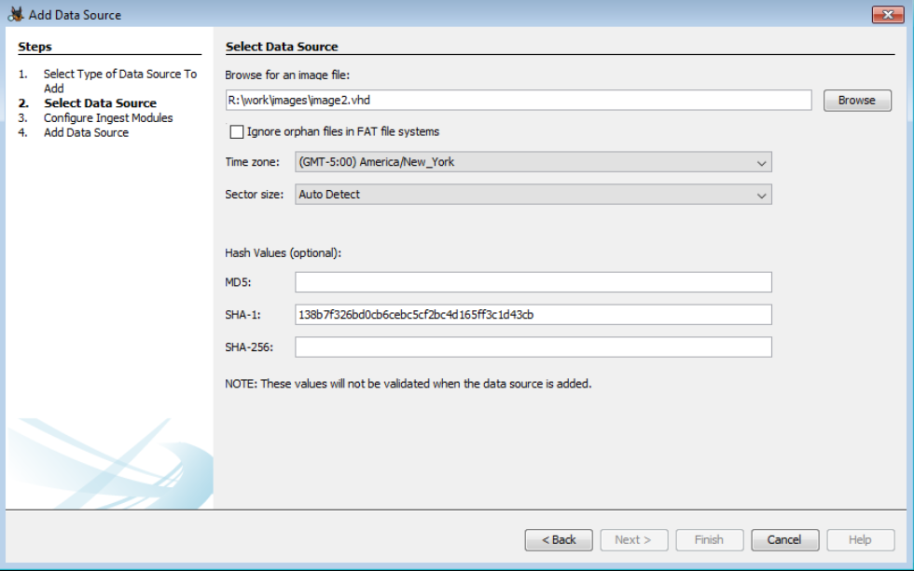 Add Data Source
Steps
1. Select Type of Data Source To
Add
2. Select Data Source
3. Configure Ingest Modules
4. Add Data Source
Select Data Source
Browse for an image file:
R:\work\images\image2.vhd
Browse
Ignore orphan files in FAT file systems
Time zone: (GMT-5:00) America/New_York
Sector size: Auto Detect
Hash Values (optional):
MD5:
SHA-1: 138b7f326bd0cb6cebc5cf2bc4d165ff3c1d43cb
SHA-256:
NOTE: These values will not be validated when the data source is added.
< Back Next > Finish Cancel Help